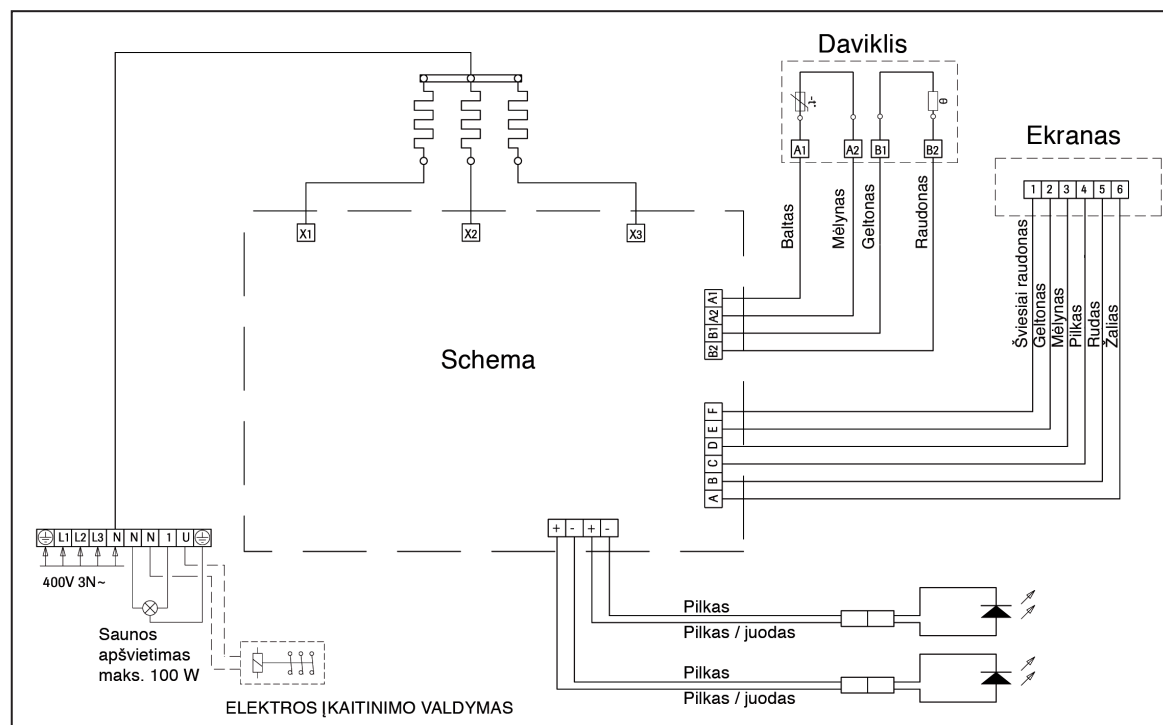 Daviklis
Ekranas
A1 A2 B1 B2
1 2 3 4 5 6
Baltas
Mėlynas
Geltonas
Raudonas
Šviesiai raudonas
Geltonas
Mėlynas
Pilkas
Rudas
Žalias
X1 X2 X3
A1
A2
B1
B2
Schema
F
E
D
C
B
A
+ - + -
L1 L2 L3 N N N 1 U
400V 3N~
Saunos
apšvietimas
maks. 100 W
ELEKTROS ĮKAITINIMO VALDYMAS
Pilkas
Pilkas / juodas
Pilkas
Pilkas / juodas